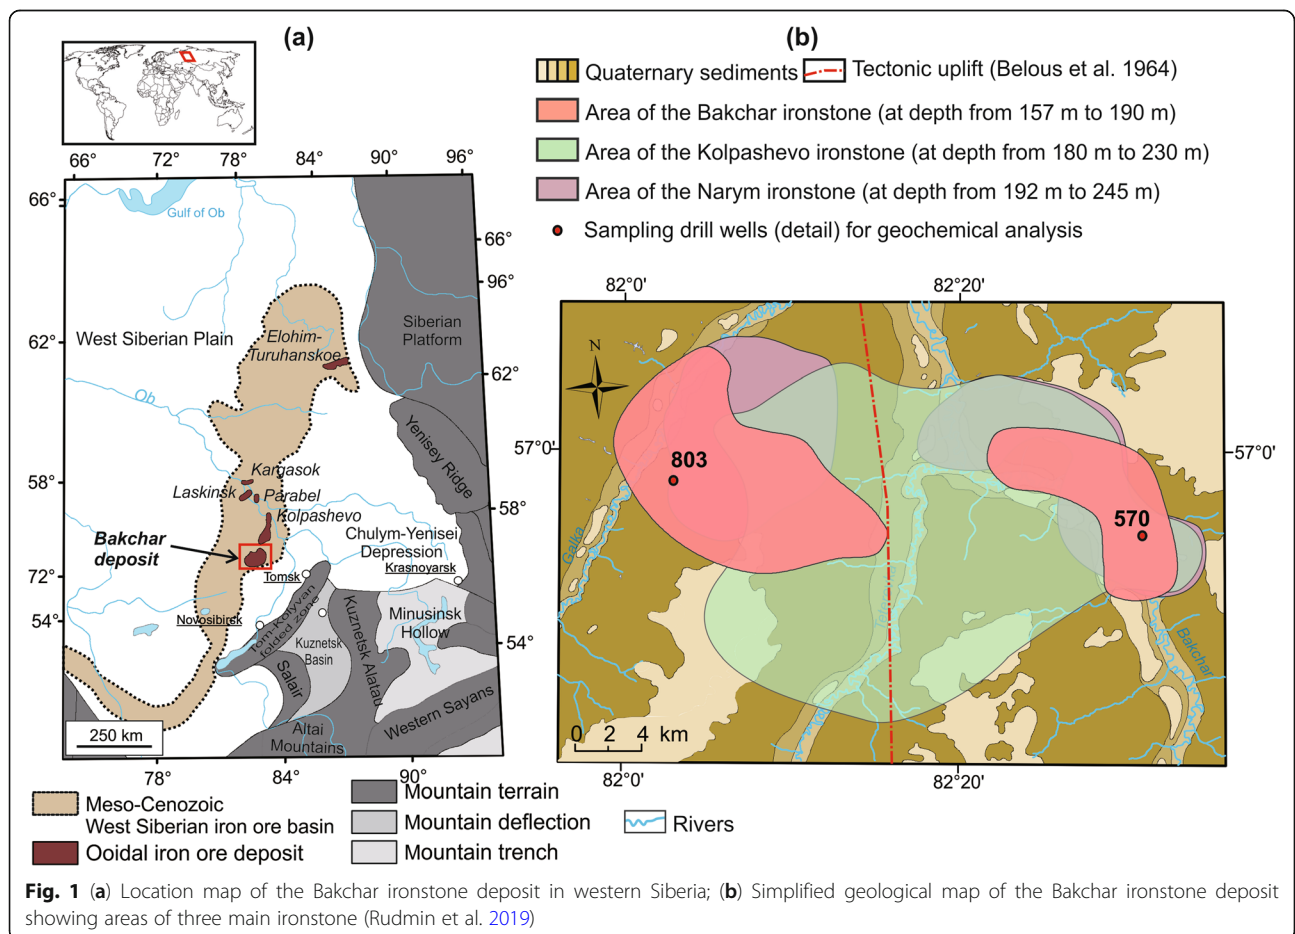 (a)
66° 72° 78° 84° 90° 96°
66°
Gulf of Ob
66°
96°
West Siberian Plain
Elohim-
Turuhanskoe
Siberian
Platform
62°
62°
Ob
Yenisey Ridge
Kargasok
58°
Laskinsk
Parabel
Kolpashevo
58°
Bakchar
deposit
Chulym-Yenisei
Depression
Krasnoyarsk
72°
Tomsk
54°
Novosibirsk
Tom-Kolyvan
folded zone
Kuznetsk
Basin
Kuznetsk Alatau
Minusinsk
Hollow
54°
Salair
Western Sayans
Altai
Mountains
250 km
78° 84° 90°
Meso-Cenozoic
West Siberian iron ore basin
Ooidal iron ore deposit
Mountain terrain
Mountain deflection
Mountain trench
Rivers
(b)
Quaternary sediments
Tectonic uplift (Belous et al. 1964)
Area of the Bakchar ironstone (at depth from 157 m to 190 m)
Area of the Kolpashevo ironstone (at depth from 180 m to 230 m)
Area of the Narym ironstone (at depth from 192 m to 245 m)
Sampling drill wells (detail) for geochemical analysis
82°0' 82°20'
N
57°0'
57°0'
803
570
Galka
Bakchar
0 2 4 km
82°0' 82°20'
Fig. 1 (a) Location map of the Bakchar ironstone deposit in western Siberia; (b) Simplified geological map of the Bakchar ironstone deposit
showing areas of three main ironstone (Rudmin et al. 2019)